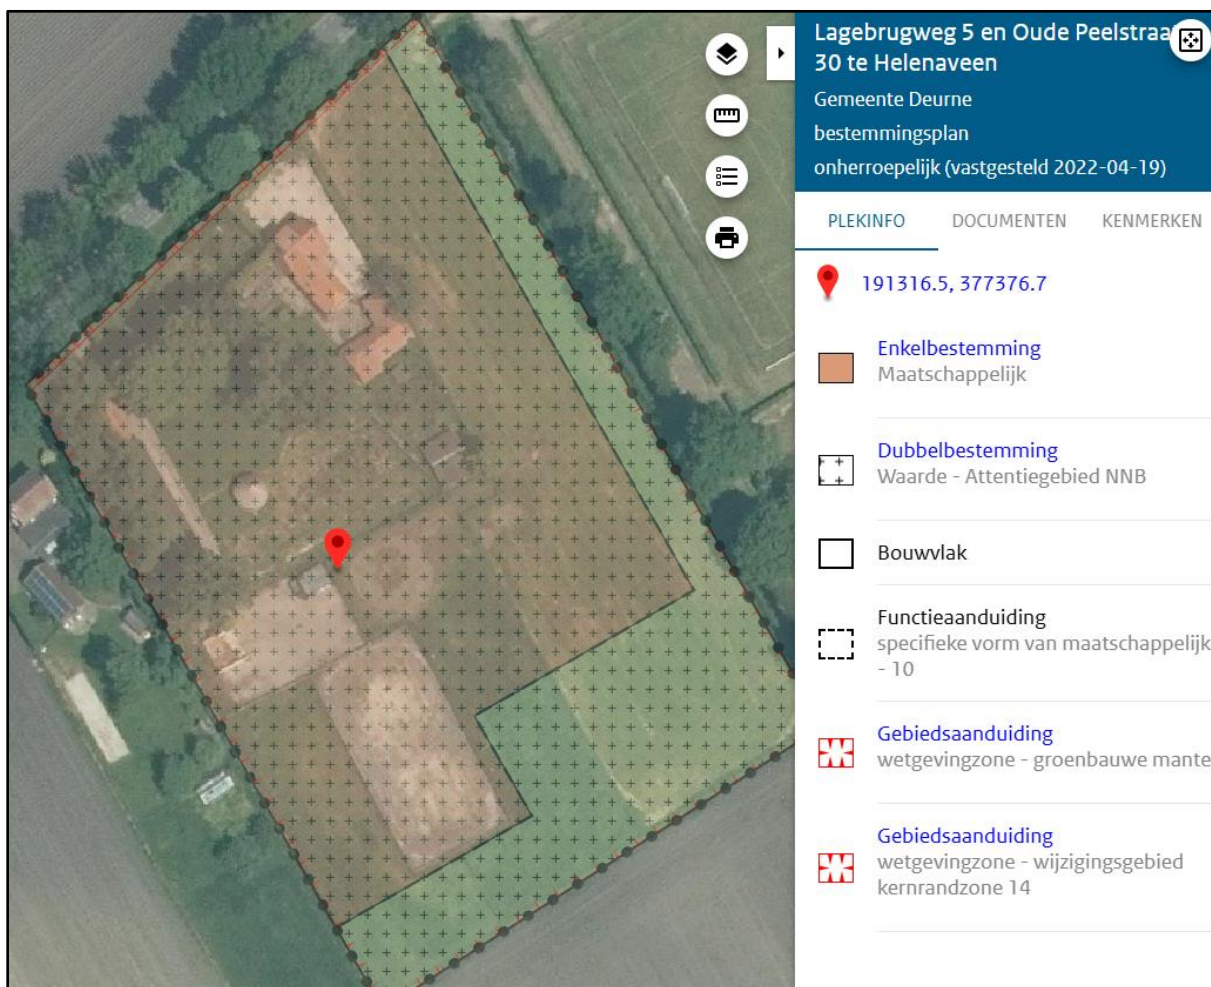 Lagebrugweg 5 en Oude Peelstraa
30 te Helenaveen
Gemeente Deurne
bestemmingsplan
onherroepelijk (vastgesteld 2022-04-19)
PLEKINFO DOCUMENTEN KENMERKEN
191316.5, 377376.7
Enkelbestemming
Maatschappelijk
Dubbelbestemming
Waarde - Attentiegebied NNB
Bouwvlak
Functieaanduiding
specifieke vorm van maatschappelijk
- 10
Gebiedsaanduiding
wetgevingzone - groenbauwe mante
Gebiedsaanduiding
wetgevingzone - wijzigingsgebied
kernrandzone 14